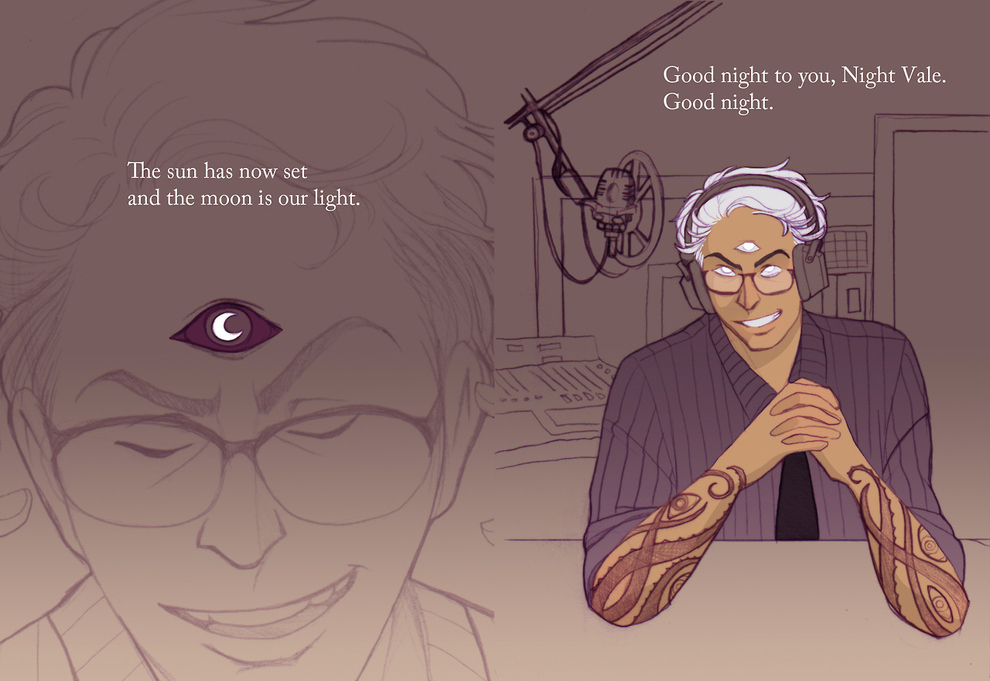 The sun has now set
and the moon is our light.
Good night to you, Night Vale.
Good night.